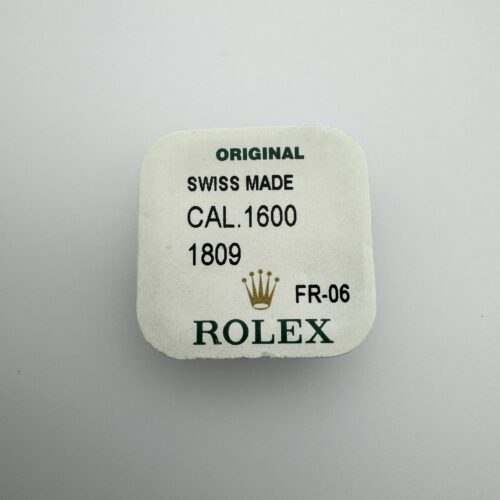 ORIGINAL
SWISS MADE
CAL.1600
1809
FR-06
ROLEX